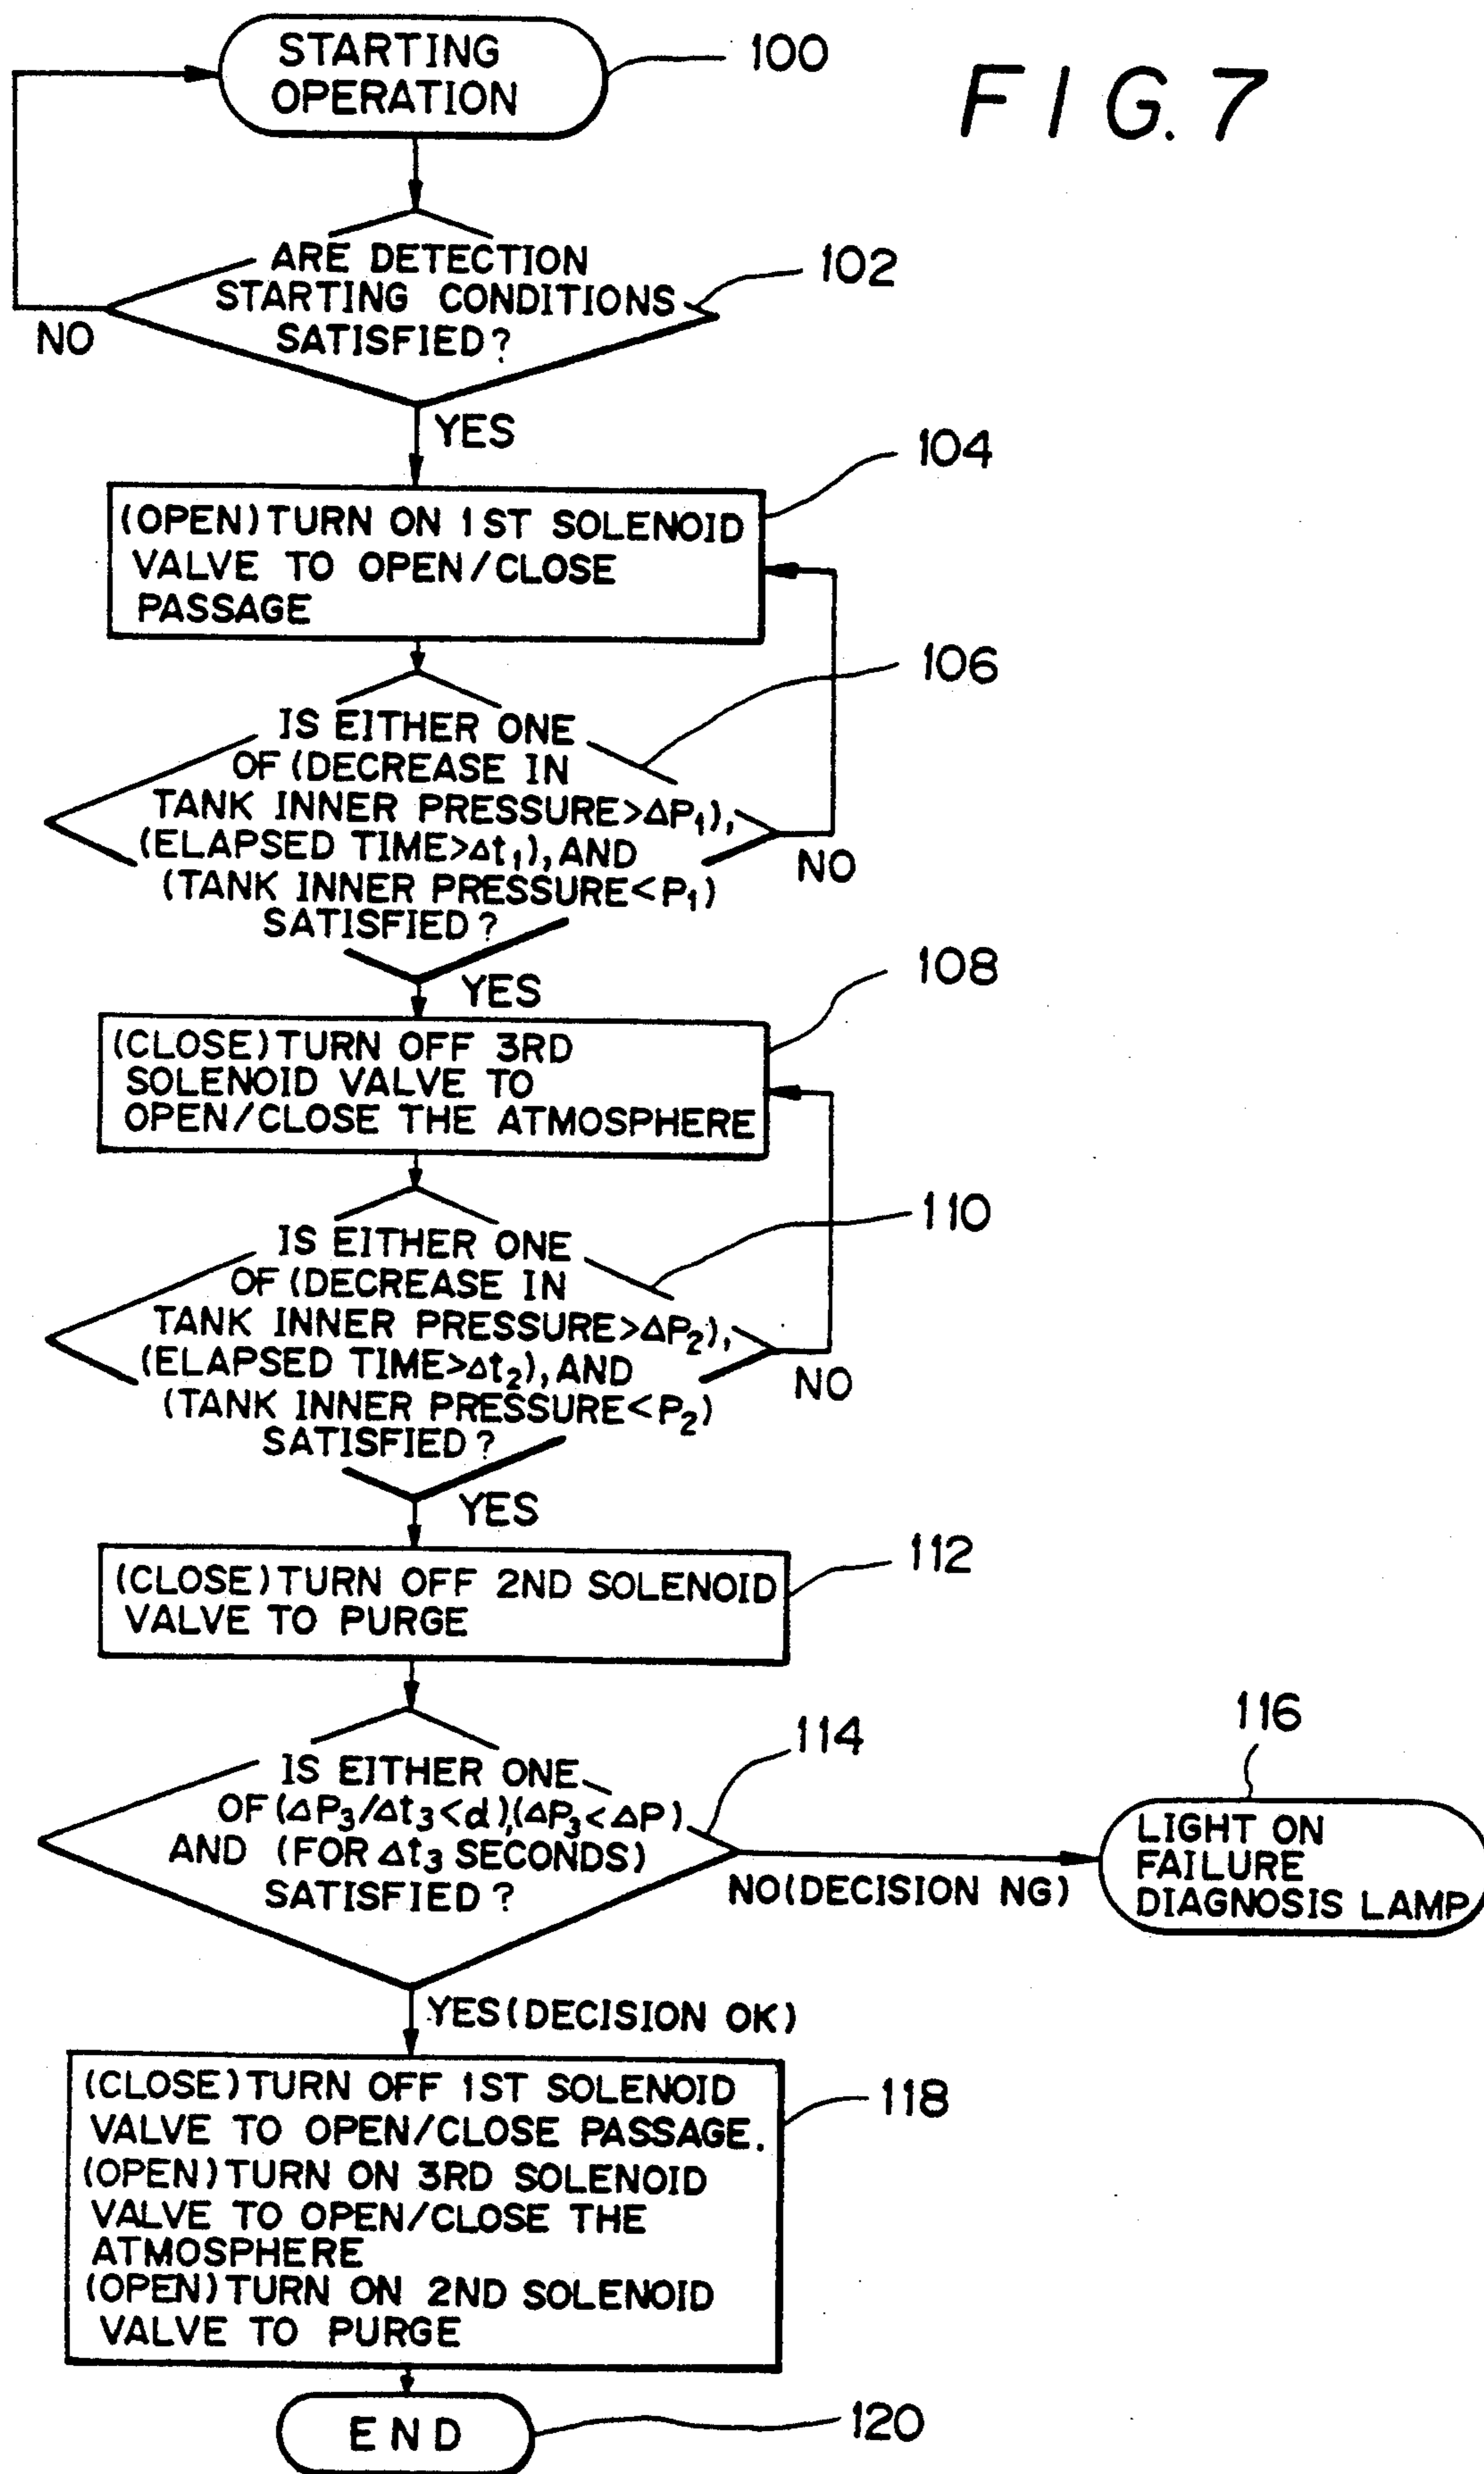 FIG. 7
STARTING
OPERATION
100
ARE DETECTION
STARTING CONDITIONS
SATISFIED?
102
NO
YES
104
(OPEN) TURN ON 1ST SOLENOID
VALVE TO OPEN/CLOSE
PASSAGE
106
IS EITHER ONE
OF (DECREASE IN
TANK INNER PRESSURE>ΔP₁),
(ELAPSED TIME>Δt₁), AND
(TANK INNER PRESSURE<P₁)
SATISFIED?
NO
YES
108
(CLOSE) TURN OFF 3RD
SOLENOID VALVE TO
OPEN/CLOSE THE ATMOSPHERE
110
IS EITHER ONE
OF (DECREASE IN
TANK INNER PRESSURE>ΔP₂),
(ELAPSED TIME>Δt₂), AND
(TANK INNER PRESSURE<P₂)
SATISFIED?
NO
YES
112
(CLOSE) TURN OFF 2ND SOLENOID
VALVE TO PURGE
114
IS EITHER ONE
OF (ΔP₃/Δt₃<d),(ΔP₃<ΔP)
AND (FOR Δt₃ SECONDS)
SATISFIED?
NO (DECISION NG)
116
LIGHT ON
FAILURE
DIAGNOSIS LAMP
YES (DECISION OK)
118
(CLOSE) TURN OFF 1ST SOLENOID
VALVE TO OPEN/CLOSE PASSAGE.
(OPEN) TURN ON 3RD SOLENOID
VALVE TO OPEN/CLOSE THE
ATMOSPHERE
(OPEN) TURN ON 2ND SOLENOID
VALVE TO PURGE
END
120